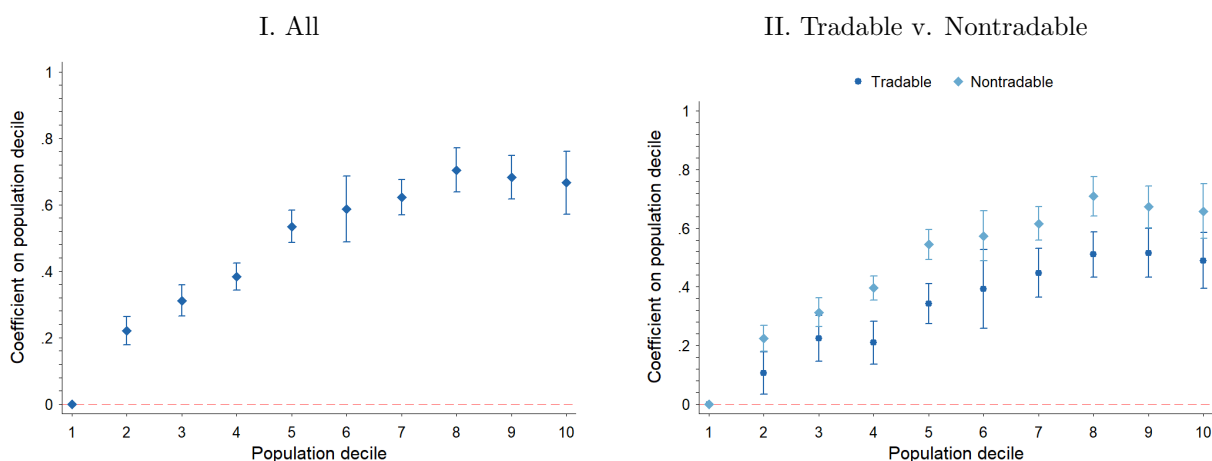 I. All
Coefficient on population decile
1
.8
.6
.4
.2
0
1 2 3 4 5 6 7 8 9 10
Population decile
II. Tradable v. Nontradable
Tradable Nontradable
Coefficient on population decile
1
.8
.6
.4
.2
0
1 2 3 4 5 6 7 8 9 10
Population decile